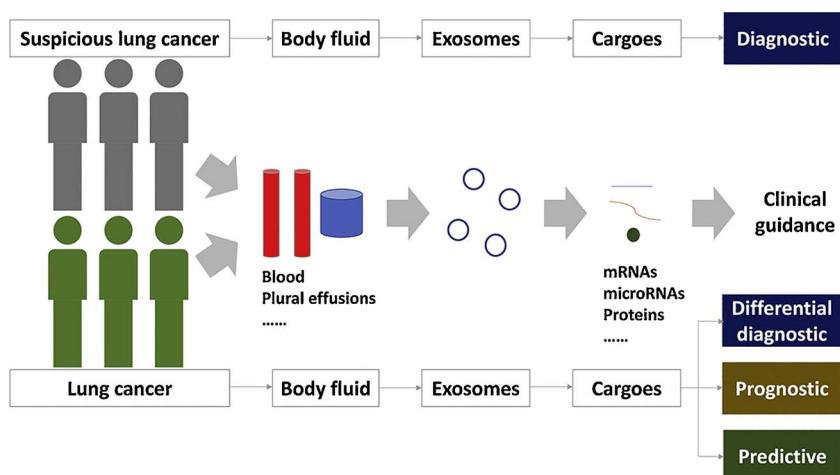 Suspicious lung cancer
Body fluid
Exosomes
Cargoes
Diagnostic
Blood
Plural effusions
......
mRNAs
microRNAs
Proteins
......
Clinical
guidance
Lung cancer
Body fluid
Exosomes
Cargoes
Differential
diagnostic
Prognostic
Predictive